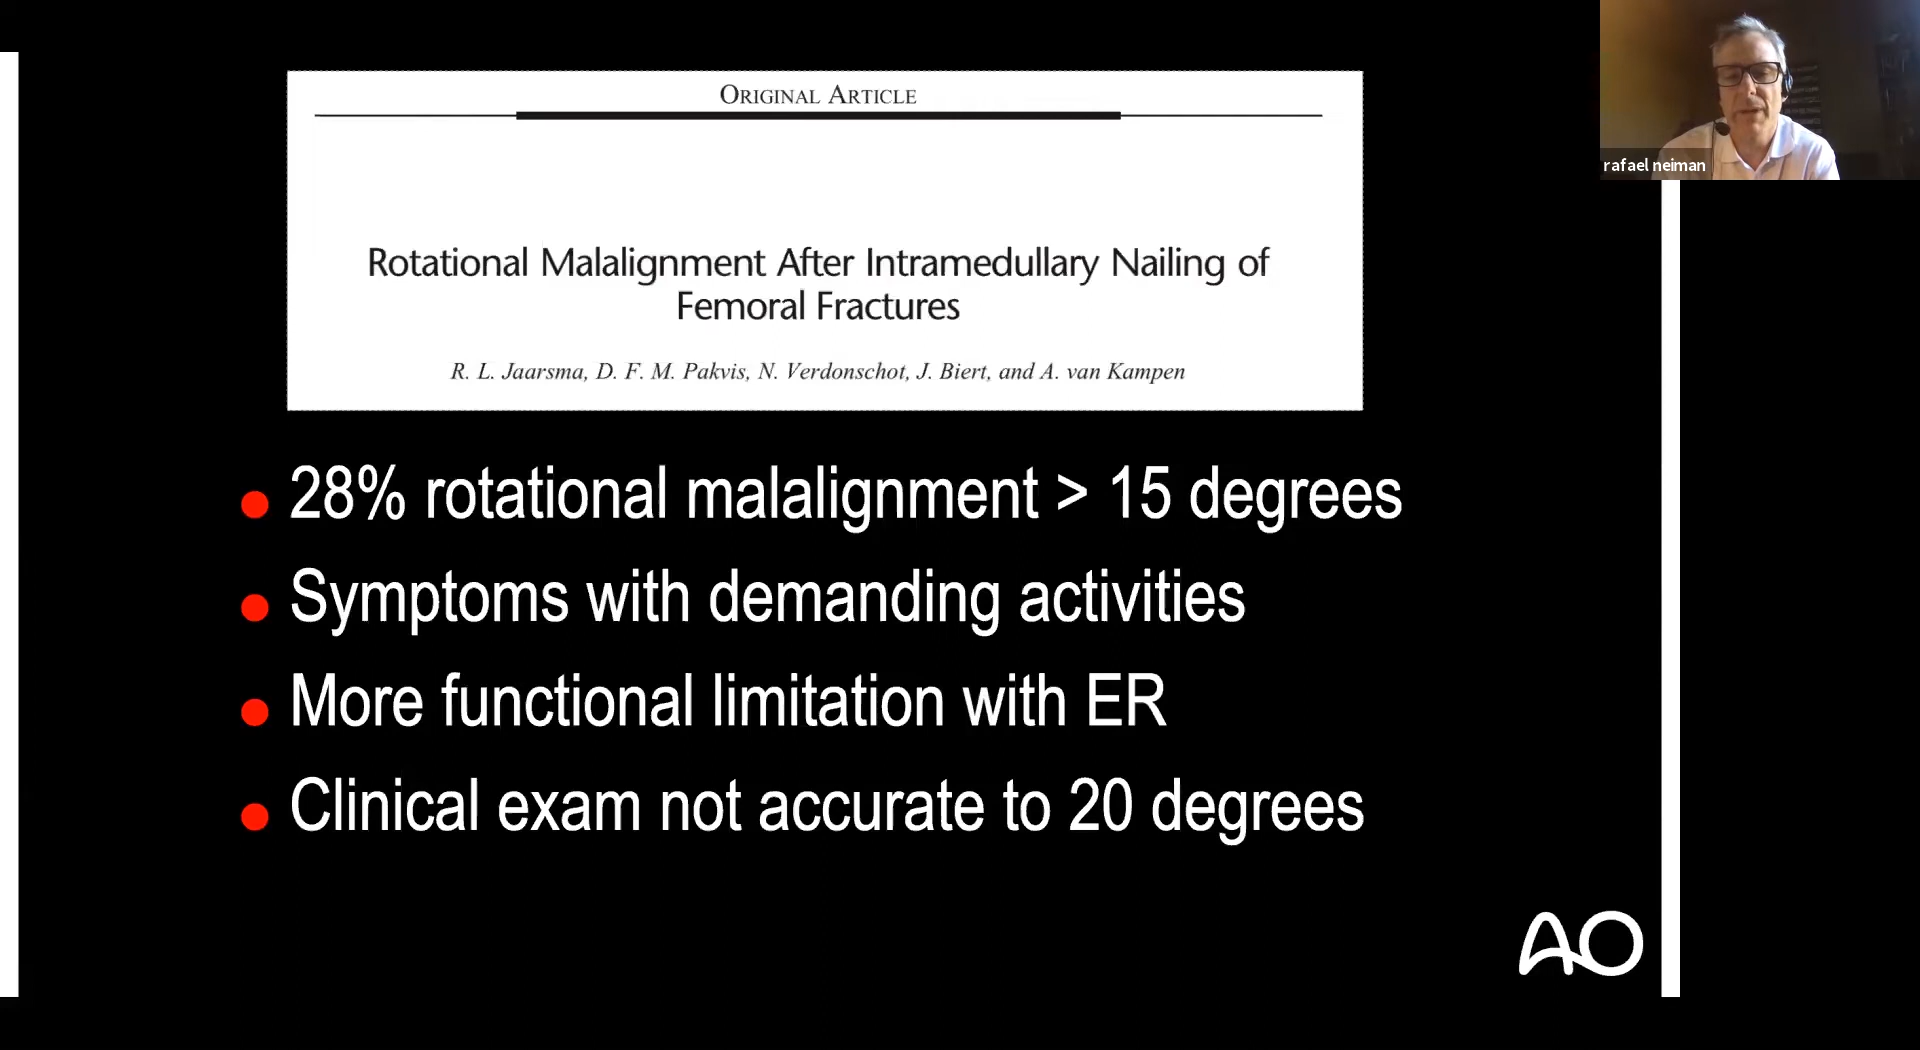 ORIGINAL ARTICLE
Rotational Malalignment After Intramedullary Nailing of
Femoral Fractures
R. L. Jaarsma, D. F. M. Pakvis, N. Verdonschot, J. Biert, and A. van Kampen
28% rotational malalignment > 15 degrees
Symptoms with demanding activities
More functional limitation with ER
Clinical exam not accurate to 20 degrees
AO
rafael neiman